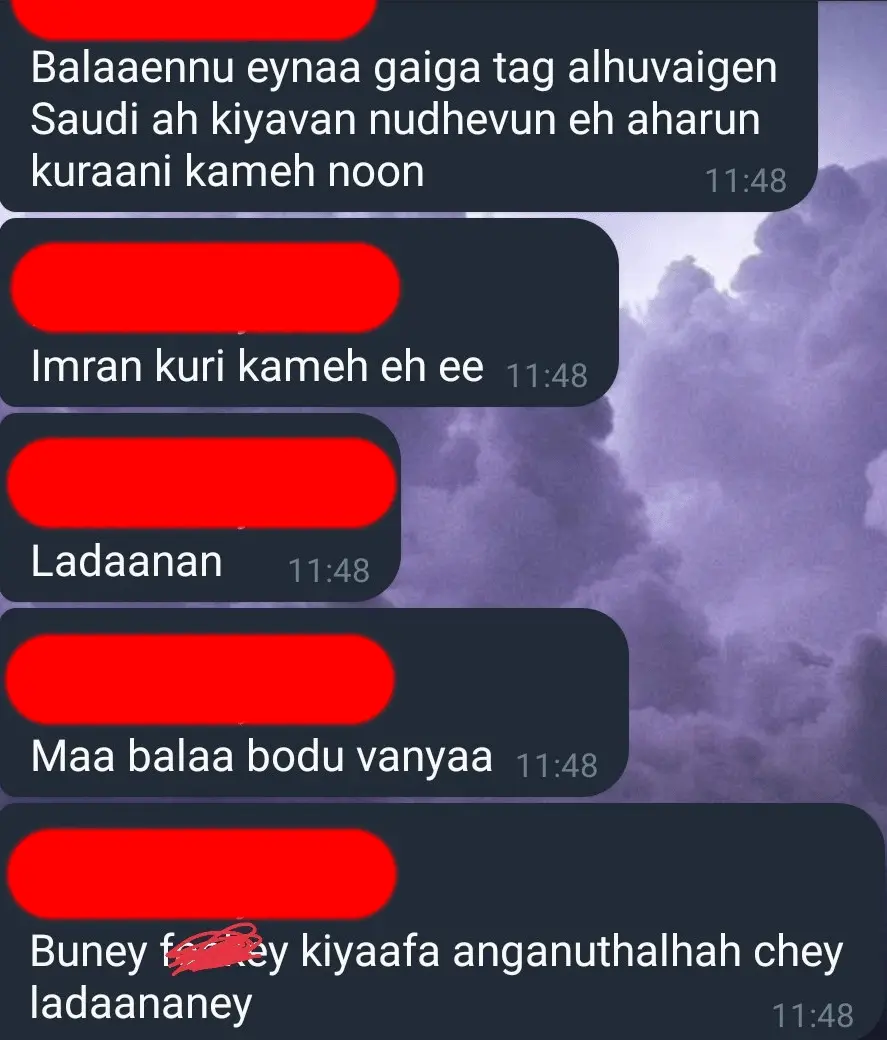 Balaaennu eynaa gaiga tag alhuvaigen
Saudi ah kiyavan nudhevun eh aharun
kuraani kameh noon
11:48
Imran kuri kameh eh ee
11:48
Ladaanan
11:48
Maa balaa bodu vanyaa
11:48
Buney kiyaafa anganuthalhah chey
ladaananey
11:48